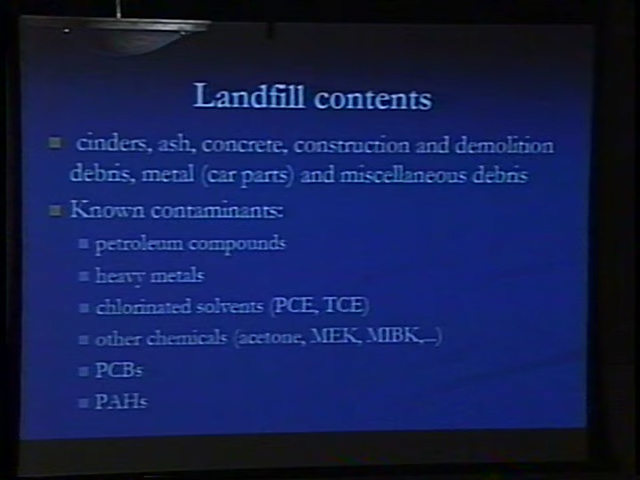 Landfill contents
cinders, ash, concrete, construction and demolition
debris, metal (car parts) and miscellaneous debris
Known contaminants:
petroleum compounds
heavy metals
chlorinated solvents (PCE, TCE)
other chemicals (acetone, MEK, MIBK,...)
PCBs
PAHs